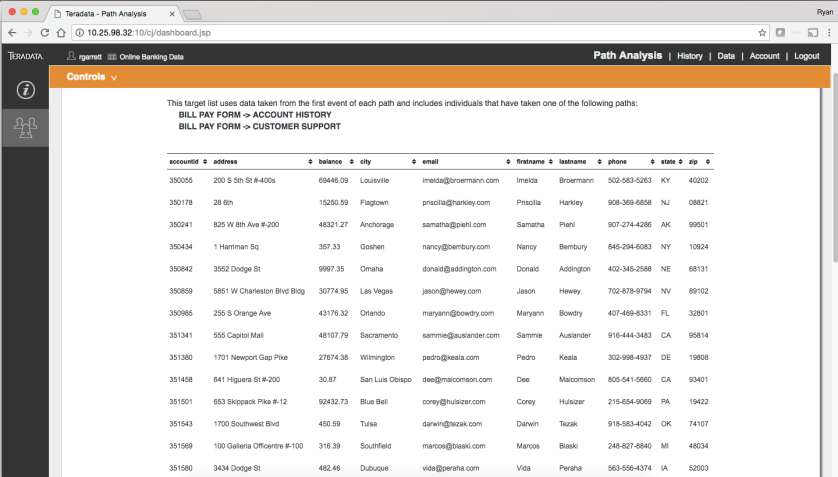 Teradata - Path Analysis
Ryan
10.25.98.32:10/cj/dashboard.jsp
TERADATA. rgarrett Online Banking Data Path Analysis | History | Data | Account | Logout
Controls
This target list uses data taken from the first event of each path and includes individuals that have taken one of the following paths:
BILL PAY FORM -> ACCOUNT HISTORY
BILL PAY FORM -> CUSTOMER SUPPORT
accountid address balance city email firstname lastname phone state zip
350055 200 S 5th St #-400s 69446.09 Louisville imelda@broermann.com Imelda Broermann 502-583-5263 KY 40202
350178 28 6th 15250.59 Flagtown priscilla@harkley.com Priscilla Harkley 908-369-6858 NJ 08821
350241 825 W 8th Ave #-200 48321.27 Anchorage samatha@piehl.com Samatha Piehl 907-274-4286 AK 99501
350434 1 Harriman Sq 357.33 Goshen nancy@bembury.com Nancy Bembury 845-294-6083 NY 10924
350842 3552 Dodge St 9997.35 Omaha donald@addington.com Donald Addington 402-345-2588 NE 68131
350859 5851 W Charleston Blvd Bldg 30774.95 Las Vegas jason@hewey.com Jason Hewey 702-878-9794 NV 89102
350985 255 S Orange Ave 43176.32 Orlando maryann@bowdry.com Maryann Bowdry 407-469-8331 FL 32801
351341 555 Capitol Mall 48107.79 Sacramento sammie@auslander.com Sammie Auslander 916-444-3483 CA 95814
351380 1701 Newport Gap Pike 27674.38 Wilmington pedro@keala.com Pedro Keala 302-998-4937 DE 19808
351458 641 Higuera St #-200 30.87 San Luis Obispo dee@malcomson.com Dee Malcomson 805-541-5660 CA 93401
351501 653 Skippack Pike #-12 92432.73 Blue Bell corey@hulsizer.com Corey Hulsizer 215-654-9069 PA 19422
351543 1700 Southwest Blvd 450.59 Tulsa darwin@tezak.com Darwin Tezak 918-583-4042 OK 74107
351569 100 Galleria Officentre #-100 316.39 Southfield marcos@blaski.com Marcos Blaski 248-827-8840 MI 48034
351580 3434 Dodge St 482.46 Dubuque vida@peraha.com Vida Peraha 563-556-4374 IA 52003